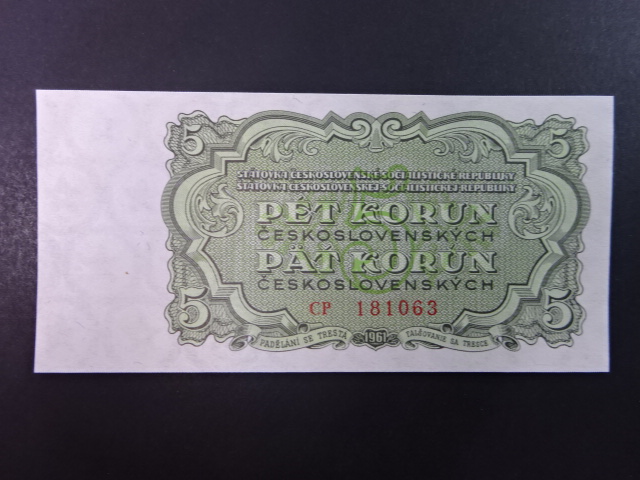 5 5
STÁTOVKA ČESKOSLOVENSKÉ SOCIALISTICKÉ REPUBLIKY
ŠTÁTOVKA ČESKOSLOVENSKEJ SOCIALISTICKEJ REPUBLIKY
PĚT KORUN
ČESKOSLOVENSKÝCH
PÄŤ KORÚN
ČESKOSLOVENSKÝCH
5 CP 181063 5
PADĚLÁNÍ SE TRESTÁ 1961 FALŠOVANIE SA TRESCE